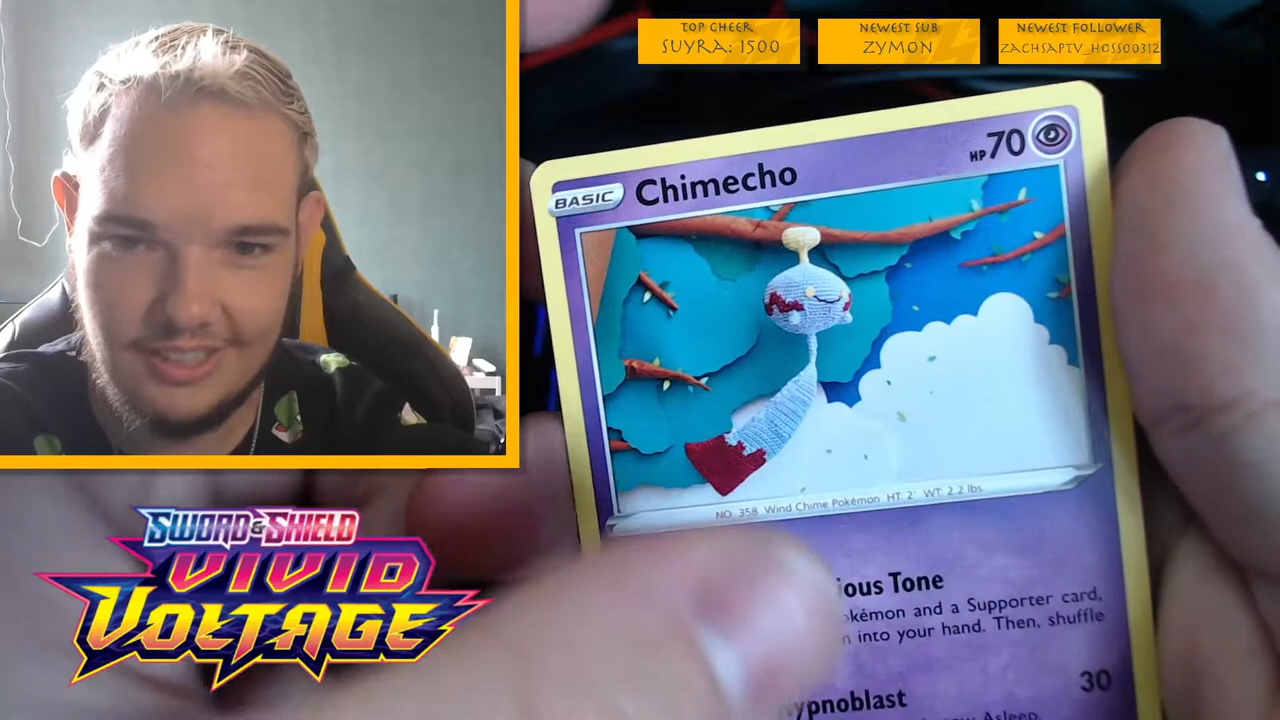 TOP CHEER
SUYRA: 1500
NEWEST SUB
ZYMON
NEWEST FOLLOWER
ZACHSAPTV_HOSS00312
BASIC Chimecho HP 70
NO. 358 Wind Chime Pokémon HT: 2' WT: 2.2 lbs
ious Tone
okémon and a Supporter card,
into your hand. Then, shuffle
ypnoblast 30
Asleep.
SWORD & SHIELD
VIVID
VOLTAGE